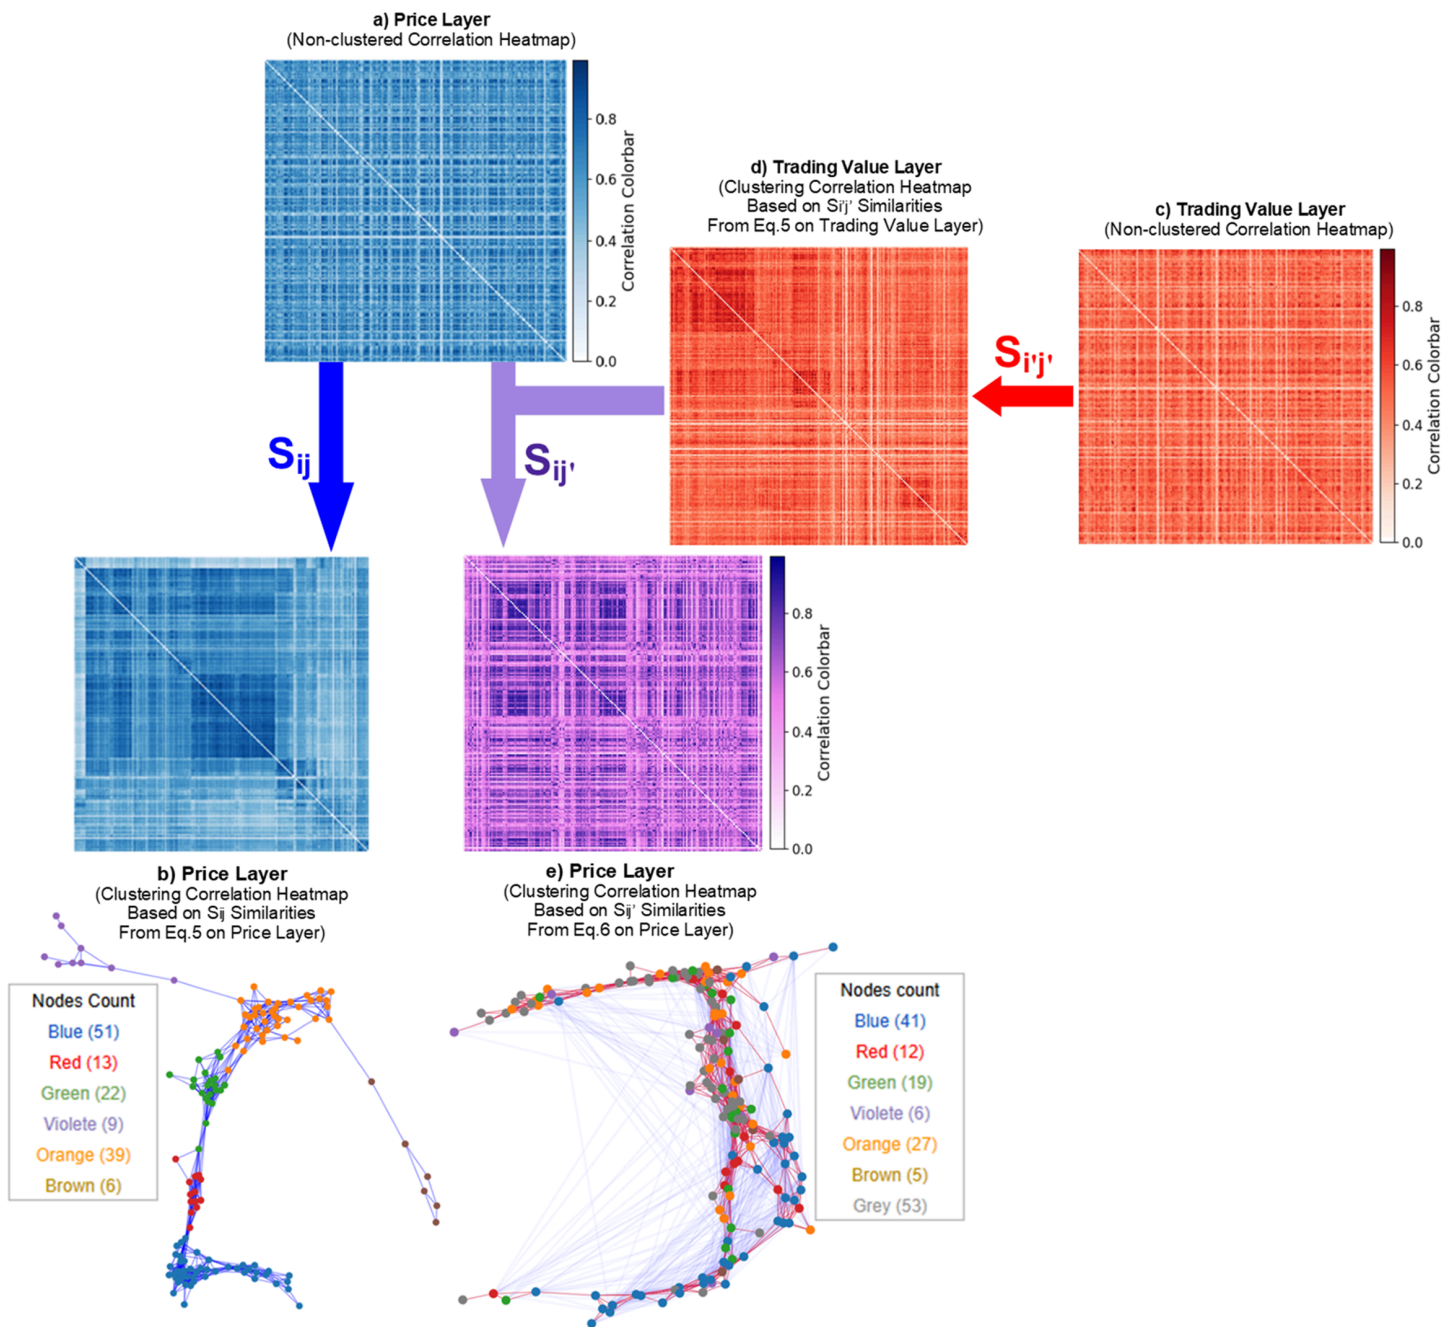 a) Price Layer
(Non-clustered Correlation Heatmap)
0.8
0.6
0.4
0.2
0.0
Correlation Colorbar
d) Trading Value Layer
(Clustering Correlation Heatmap
Based on Si'j' Similarities
From Eq.5 on Trading Value Layer)
c) Trading Value Layer
(Non-clustered Correlation Heatmap)
0.8
0.6
0.4
0.2
0.0
Correlation Colorbar
Si'j'
Sij
Sij'
0.8
0.6
0.4
0.2
0.0
Correlation Colorbar
b) Price Layer
(Clustering Correlation Heatmap
Based on Sij Similarities
From Eq.5 on Price Layer)
e) Price Layer
(Clustering Correlation Heatmap
Based on Sij' Similarities
From Eq.6 on Price Layer)
Nodes Count
Blue (51)
Red (13)
Green (22)
Violete (9)
Orange (39)
Brown (6)
Nodes count
Blue (41)
Red (12)
Green (19)
Violete (6)
Orange (27)
Brown (5)
Grey (53)